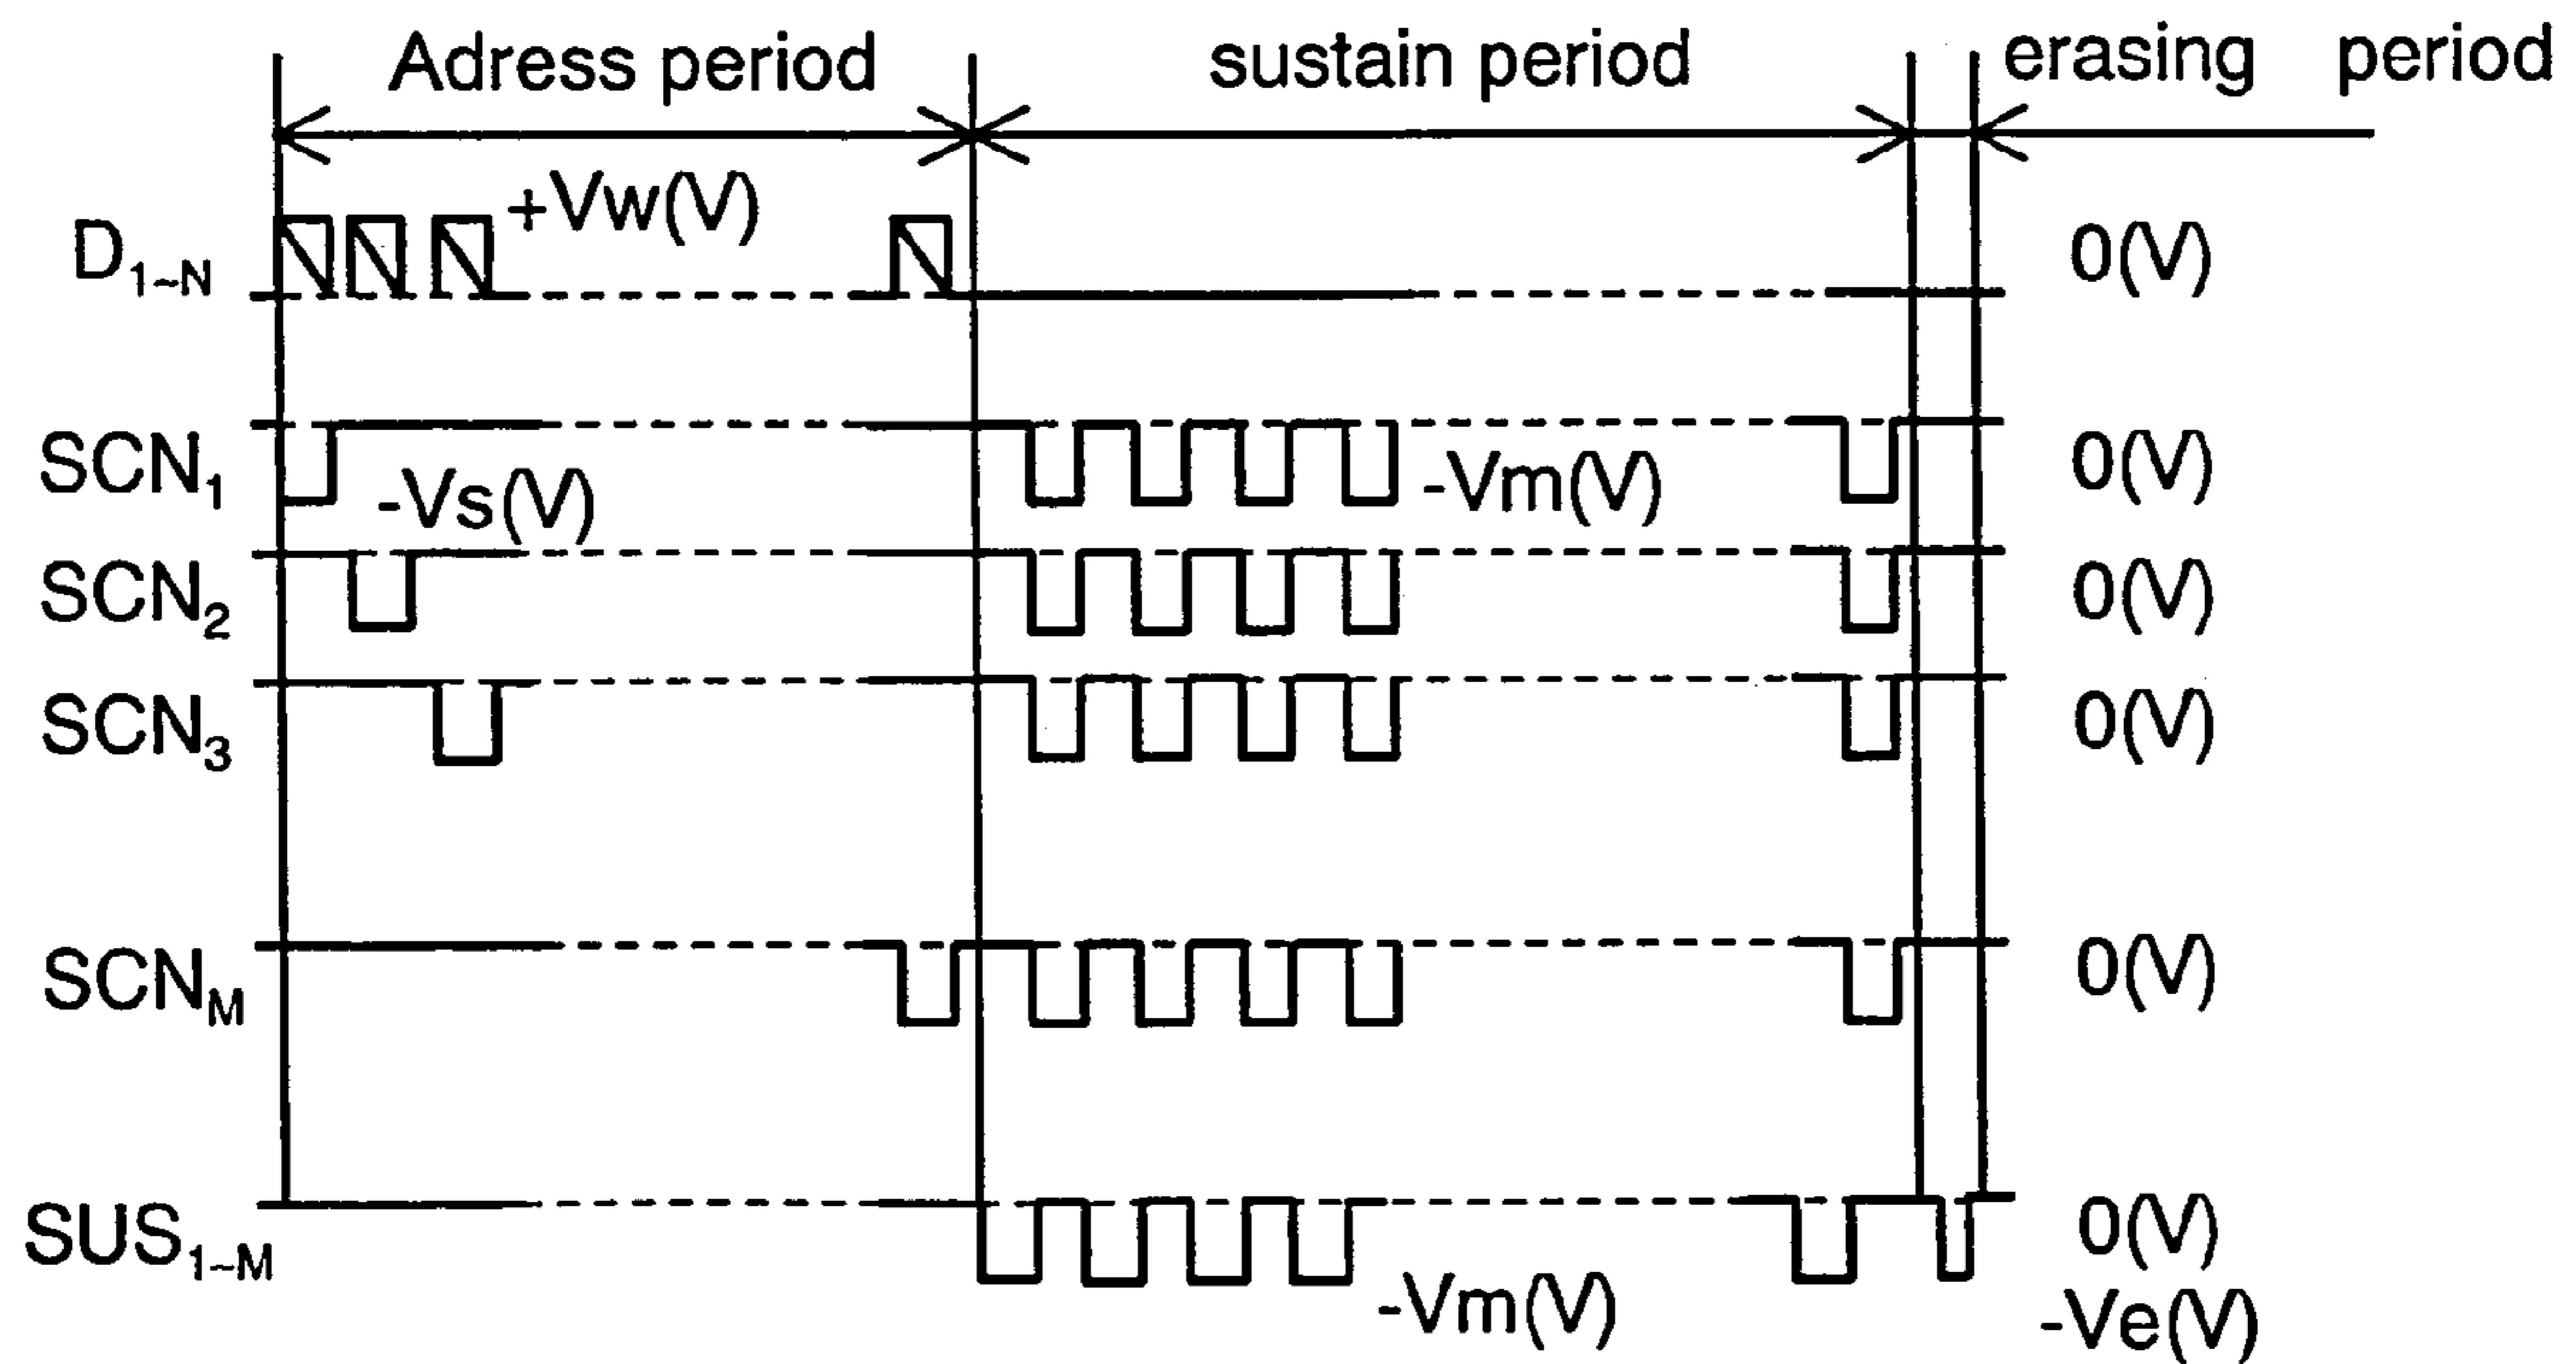 Adress period sustain period erasing period
+Vw(V)
D1~N 0(V)
SCN1 -Vs(V) -Vm(V) 0(V)
SCN2 0(V)
SCN3 0(V)
SCNM 0(V)
SUS1~M -Vm(V) 0(V)
-Ve(V)